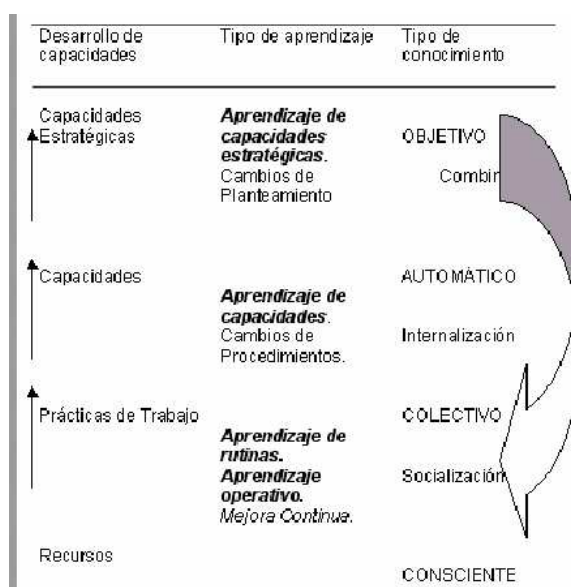 Desarrollo de
capacidades
Tipo de aprendizaje
Tipo de
conocimiento
Capacidades
Estratégicas
Aprendizaje de
capacidades
estratégicas.
Cambios de
Planteamiento
OBJETIVO
Combin
Capacidades
Aprendizaje de
capacidades.
Cambios de
Procedimientos.
AUTOMÁTICO
Internalización
Prácticas de Trabajo
Aprendizaje de
rutinas.
Aprendizaje
operativo.
Mejora Continua.
COLECTIVO
Socialización
Recursos
CONSCIENTE